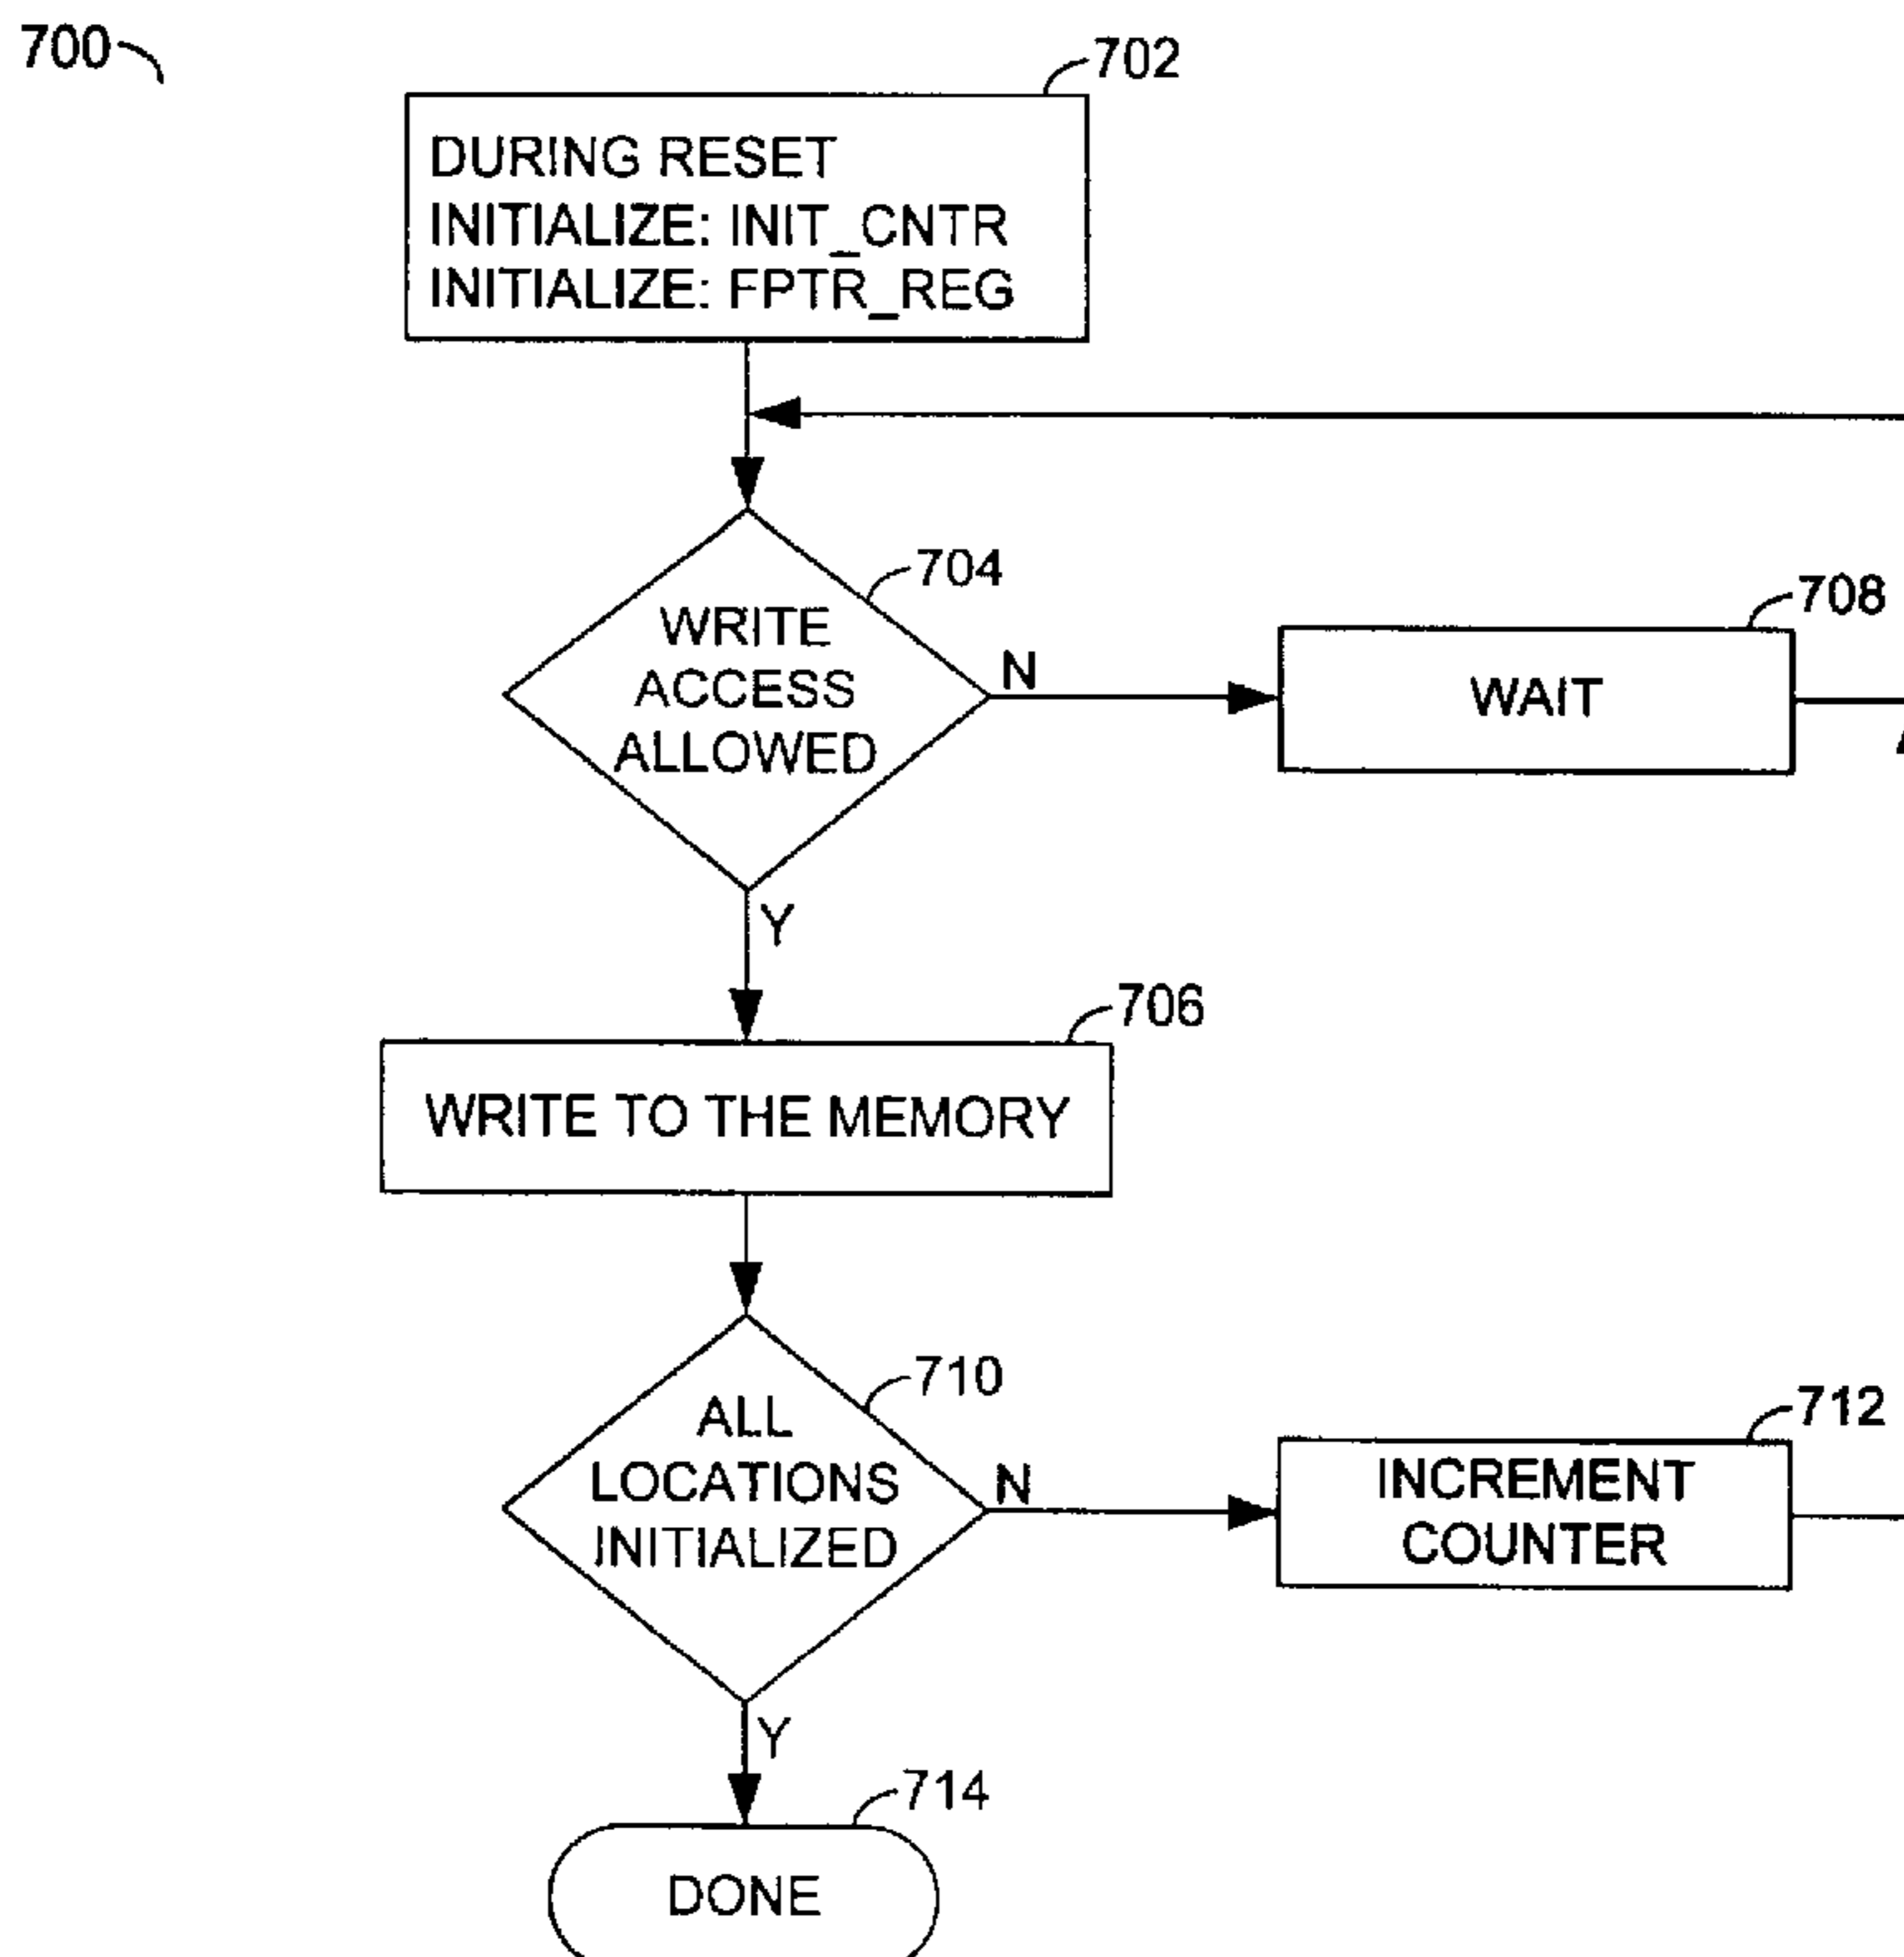 700
702
DURING RESET
INITIALIZE: INIT_CNTR
INITIALIZE: FPTR_REG
704
WRITE
ACCESS
ALLOWED
N
708
WAIT
Y
706
WRITE TO THE MEMORY
710
ALL
LOCATIONS
INITIALIZED
N
712
INCREMENT
COUNTER
Y
714
DONE